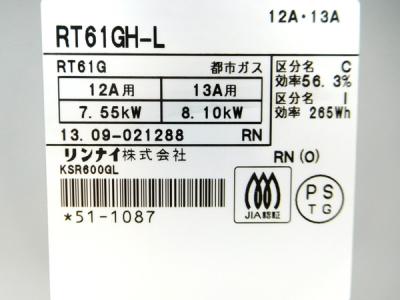 12A・13A
RT61GH-L
RT61G 都市ガス
12A用 13A用
7.55kW 8.10kW
区分名 C
効率56.3%
区分名 I
効率 265Wh
13.09-021288 RN
リンナイ株式会社
KSR600GL
RN(O)
*51-1087
JIA認証
PS
TG